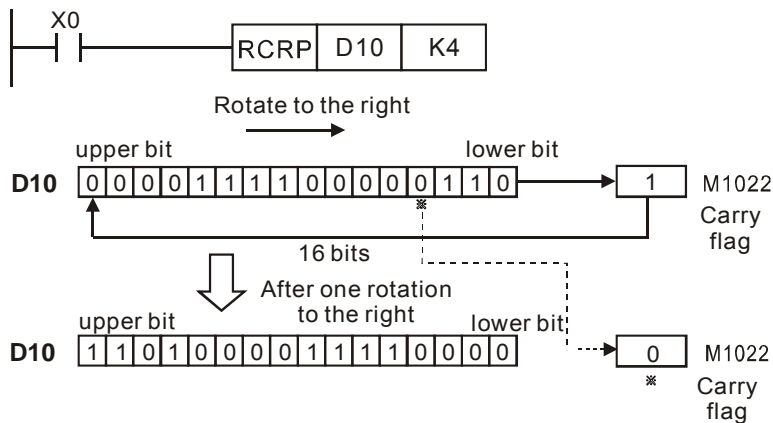 X0
RCRP D10 K4
Rotate to the right
upper bit lower bit
D10 0 0 0 0 1 1 1 1 0 0 0 0 0 1 1 0 1 M1022
※
Carry
flag
16 bits
After one rotation
to the right
upper bit lower bit
D10 1 1 0 1 0 0 0 0 1 1 1 1 0 0 0 0 0 M1022
※
Carry
flag